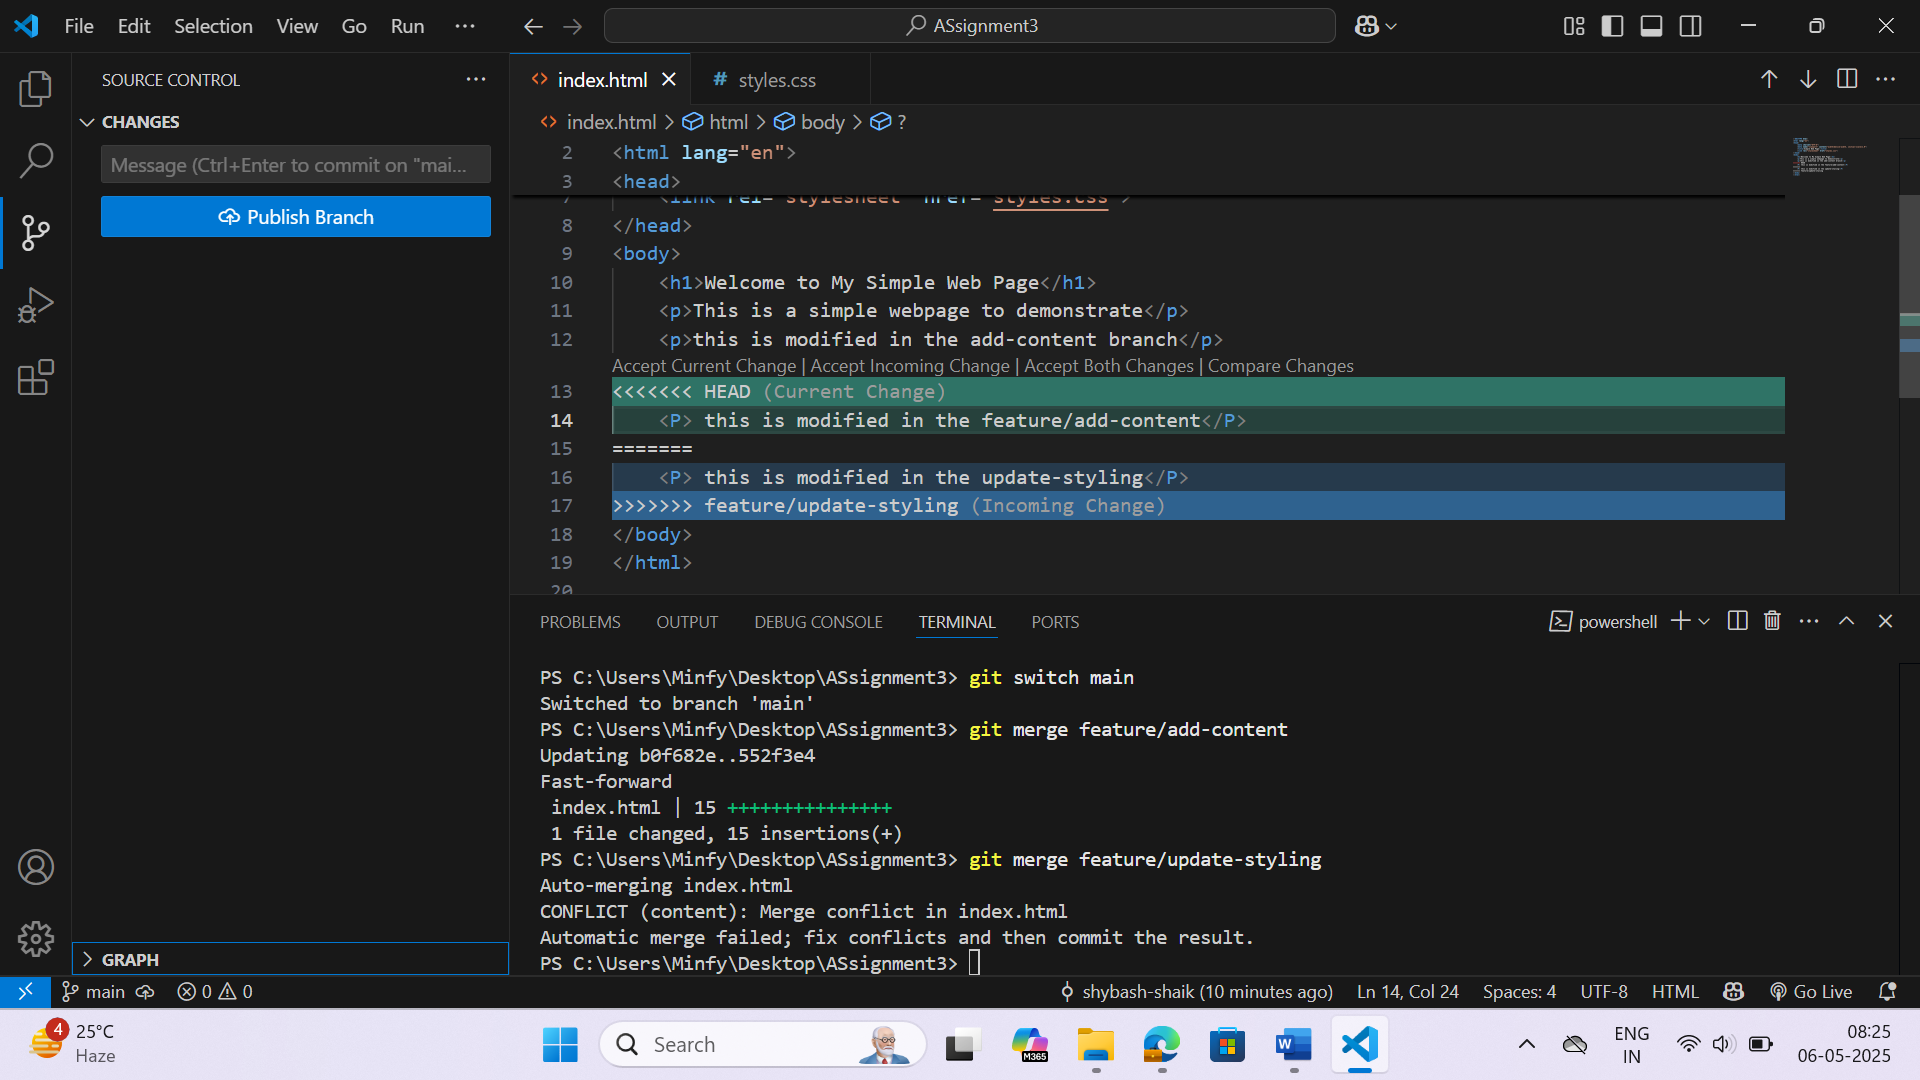 File Edit Selection View Go Run ···
ASsignment3
SOURCE CONTROL
CHANGES
Message (Ctrl+Enter to commit on "mai...
Publish Branch
GRAPH
index.html
# styles.css
index.html > html > body > ?
2 <html lang="en">
3 <head>
7 <link rel="stylesheet" href="styles.css">
8 </head>
9 <body>
10 <h1>Welcome to My Simple Web Page</h1>
11 <p>This is a simple webpage to demonstrate</p>
12 <p>this is modified in the add-content branch</p>
Accept Current Change | Accept Incoming Change | Accept Both Changes | Compare Changes
13 <<<<<<< HEAD (Current Change)
14 <P> this is modified in the feature/add-content</P>
15 =======
16 <P> this is modified in the update-styling</P>
17 >>>>>>> feature/update-styling (Incoming Change)
18 </body>
19 </html>
20
PROBLEMS OUTPUT DEBUG CONSOLE TERMINAL PORTS
powershell
PS C:\Users\Minfy\Desktop\ASsignment3> git switch main
Switched to branch 'main'
PS C:\Users\Minfy\Desktop\ASsignment3> git merge feature/add-content
Updating b0f682e..552f3e4
Fast-forward
index.html | 15 +++++++++++++++
1 file changed, 15 insertions(+)
PS C:\Users\Minfy\Desktop\ASsignment3> git merge feature/update-styling
Auto-merging index.html
CONFLICT (content): Merge conflict in index.html
Automatic merge failed; fix conflicts and then commit the result.
PS C:\Users\Minfy\Desktop\ASsignment3>
main 0 0
shybash-shaik (10 minutes ago) Ln 14, Col 24 Spaces: 4 UTF-8 HTML Go Live
4
25°C
Haze
Search
M365
ENG
IN
08:25
06-05-2025